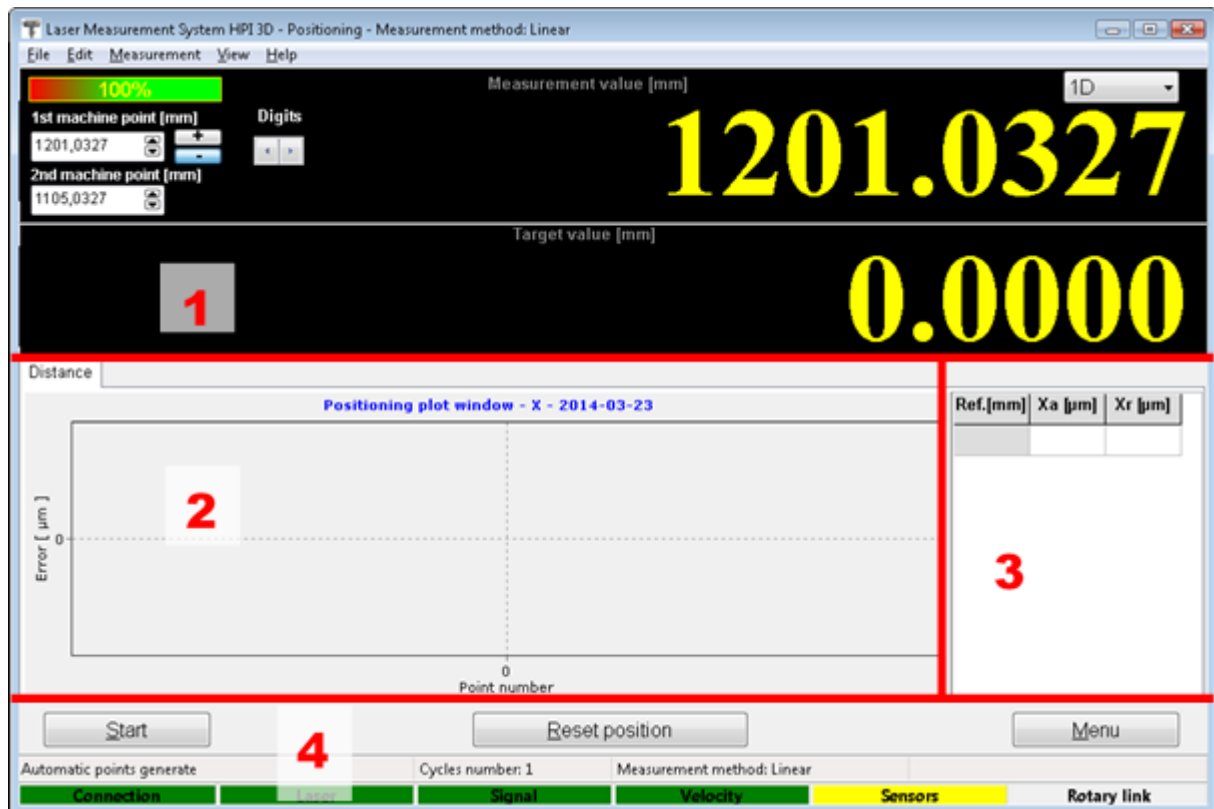 Laser Measurement System HPI 3D - Positioning - Measurement method: Linear
File Edit Measurement View Help
100%
Measurement value [mm]
1D
1st machine point [mm]
Digits
1201,0327
+
-
1201.0327
2nd machine point [mm]
1105,0327
Target value [mm]
0.0000
1
Distance
Positioning plot window - X - 2014-03-23
Error [ µm ]
0
0
Point number
2
Ref.[mm] Xa [µm] Xr [µm]
3
Start
Reset position
Menu
4
Automatic points generate
Cycles number: 1
Measurement method: Linear
Connection Laser Signal Velocity Sensors Rotary link